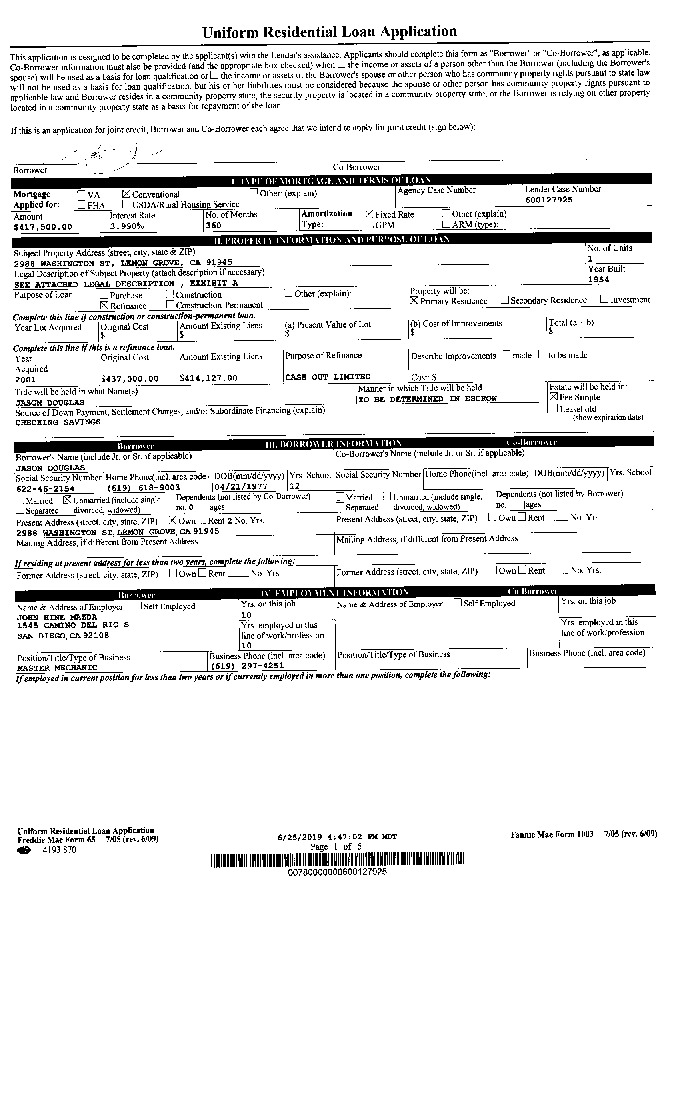 Uniform Residential Loan Application
This application is designed to be completed by the applicant(s) with the Lender's assistance. Applicants should complete this form as "Borrower" or "Co-Borrower", as applicable.
Co-Borrower information must also be provided (and the appropriate box checked) when the income or assets of a person other than the Borrower (including the Borrower's
spouse) will be used as a basis for loan qualification or the income or assets of the Borrower's spouse or other person who has community property rights pursuant to state law
will not be used as a basis for loan qualification, but his or her liabilities must be considered because the spouse or other person has community property rights pursuant to
applicable law and Borrower resides in a community property state, the security property is located in a community property state, or the Borrower is relying on other property
located in a community property state as a basis for repayment of the loan.
If this is an application for joint credit, Borrower and Co-Borrower each agree that we intend to apply for joint credit (sign below):
Borrower Co-Borrower
I. TYPE OF MORTGAGE AND TERMS OF LOAN
Mortgage VA Conventional Other (explain) Agency Case Number Lender Case Number
Applied for: FHA USDA/Rural Housing Service 600127925
Amount Interest Rate No. of Months Amortization Fixed Rate Other (explain)
$417,500.00 3.990% 360 Type: GPM ARM (type):
II. PROPERTY INFORMATION AND PURPOSE OF LOAN
Subject Property Address (street, city, state & ZIP) No. of Units
2988 WASHINGTON ST, LEMON GROVE, CA 91945 1
Legal Description of Subject Property (attach description if necessary) Year Built
SEE ATTACHED LEGAL DESCRIPTION , EXHIBIT A 1954
Purpose of Loan Purchase Construction Other (explain): Property will be:
Refinance Construction Permanent Primary Residence Secondary Residence Investment
Complete this line if construction or construction-permanent loan.
Year Lot Acquired Original Cost Amount Existing Liens (a) Present Value of Lot (b) Cost of Improvements Total (a + b)
$ $ $ $ $
Complete this line if this is a refinance loan.
Year Original Cost Amount Existing Liens Purpose of Refinance Describe Improvements made to be made
Acquired
2001 $437,000.00 $414,127.00 CASH OUT LIMITED Cost: $
Title will be held in what Name(s) Manner in which Title will be held Estate will be held in:
JASON DOUGLAS TO BE DETERMINED IN ESCROW Fee Simple
Source of Down Payment, Settlement Charges, and/or Subordinate Financing (explain) Leasehold
CHECKING SAVINGS (show expiration date)
Borrower III. BORROWER INFORMATION Co-Borrower
Borrower's Name (include Jr. or Sr. if applicable) Co-Borrower's Name (include Jr. or Sr. if applicable)
JASON DOUGLAS
Social Security Number Home Phone(incl. area code) DOB(mm/dd/yyyy) Yrs. School Social Security Number Home Phone(incl. area code) DOB(mm/dd/yyyy) Yrs. School
622-46-2154 (619) 618-9003 04/21/1977 12
Married Unmarried (include single, Dependents (not listed by Co-Borrower) Married Unmarried (include single, Dependents (not listed by Borrower)
Separated divorced, widowed) no. 0 ages Separated divorced, widowed) no. ages
Present Address (street, city, state, ZIP) Own Rent 2 No. Yrs. Present Address (street, city, state, ZIP) Own Rent No. Yrs.
2988 WASHINGTON ST, LEMON GROVE, CA 91945
Mailing Address, if different from Present Address Mailing Address, if different from Present Address
If residing at present address for less than two years, complete the following:
Former Address (street, city, state, ZIP) Own Rent No. Yrs. Former Address (street, city, state, ZIP) Own Rent No. Yrs.
Borrower IV. EMPLOYMENT INFORMATION Co-Borrower
Name & Address of Employer Self Employed Yrs. on this job Name & Address of Employer Self Employed Yrs. on this job
JOHN HINE MAZDA 10
1545 CAMINO DEL RIO S Yrs. employed in this Yrs. employed in this
SAN DIEGO, CA 92108 line of work/profession line of work/profession
10
Position/Title/Type of Business Business Phone (incl. area code) Position/Title/Type of Business Business Phone (incl. area code)
MASTER MECHANIC (619) 297-4251
If employed in current position for less than two years or if currently employed in more than one position, complete the following:
Uniform Residential Loan Application
Freddie Mac Form 65 7/05 (rev. 6/09) 6/25/2019 4:47:02 PM MDT Fannie Mae Form 1003 7/05 (rev. 6/09)
4193 870 Page 1 of 5